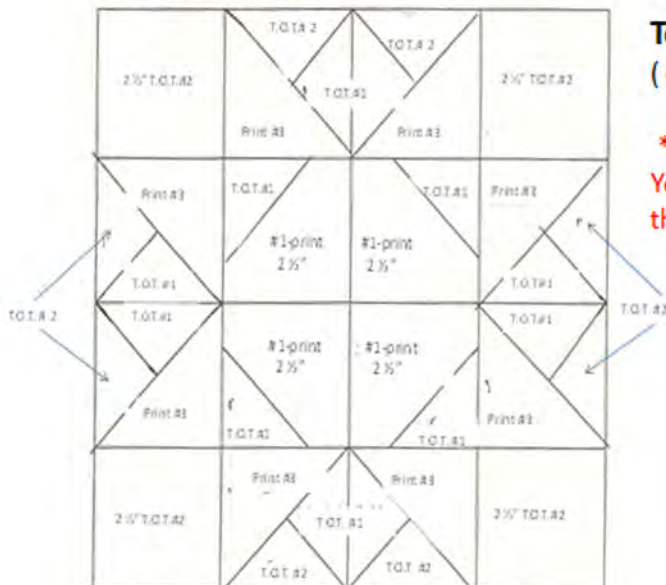 T.O.T.# 2
T.O.T.# 2
2 ½" T.O.T.#2
T.O.T.#1
2 ½" T.O.T.#2
Print #3
Print #3
Print #3
T.O.T.#1
T.O.T.#1
Print #3
#1-print
2 ½"
#1-print
2 ½"
T.O.T.#1
T.O.T.#1
T.O.T.# 2
T.O.T.#1
T.O.T.#1
T.O.T.#2
#1-print
2 ½"
#1-print
2 ½"
Print #3
T.O.T.#1
T.O.T.#1
Print #3
Print #3
Print #3
2 ½" T.O.T.#2
T.O.T. #1
2 ½" T.O.T.#2
T.O.T. #2
T.O.T. #2
(
*